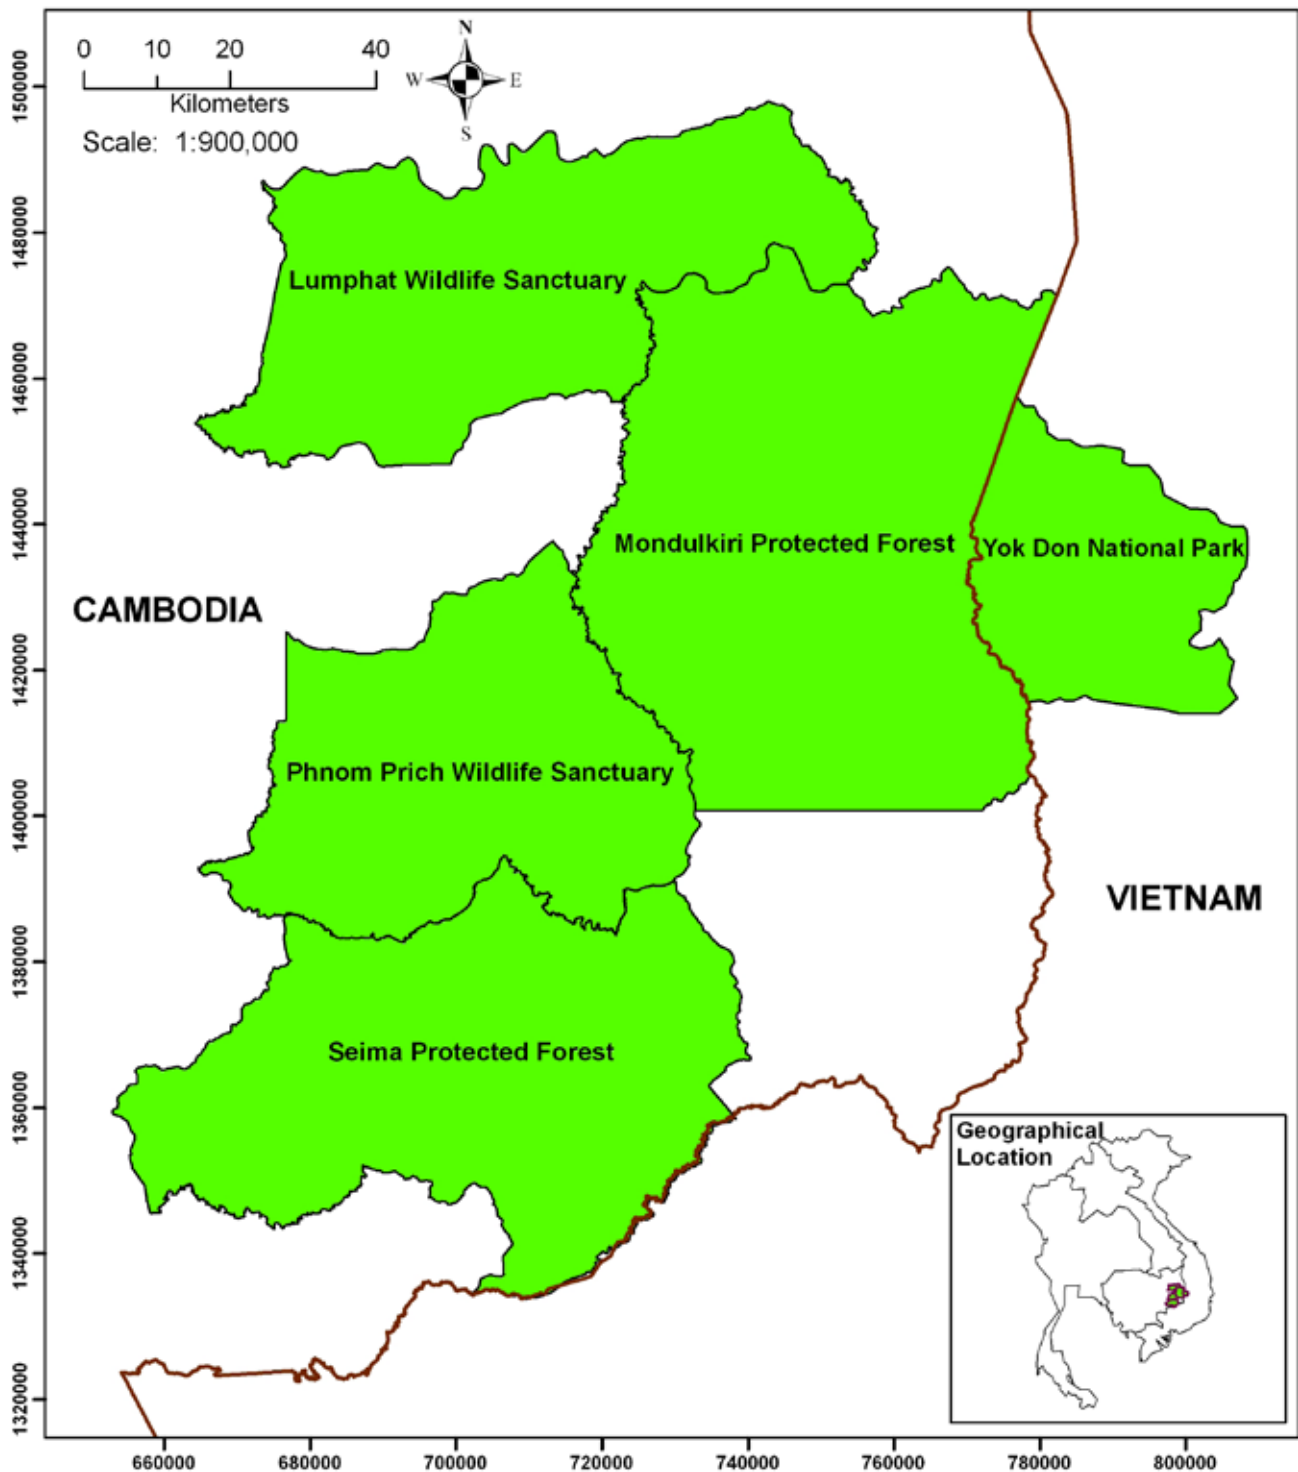 0 10 20 40
Kilometers
Scale: 1:900,000
N
W E
S
1500000
1480000
1460000
1440000
1420000
1400000
1380000
1360000
1340000
1320000
Lumphat Wildlife Sanctuary
Mondulkiri Protected Forest
Yok Don National Park
CAMBODIA
Phnom Prich Wildlife Sanctuary
VIETNAM
Seima Protected Forest
Geographical
Location
660000 680000 700000 720000 740000 760000 780000 800000